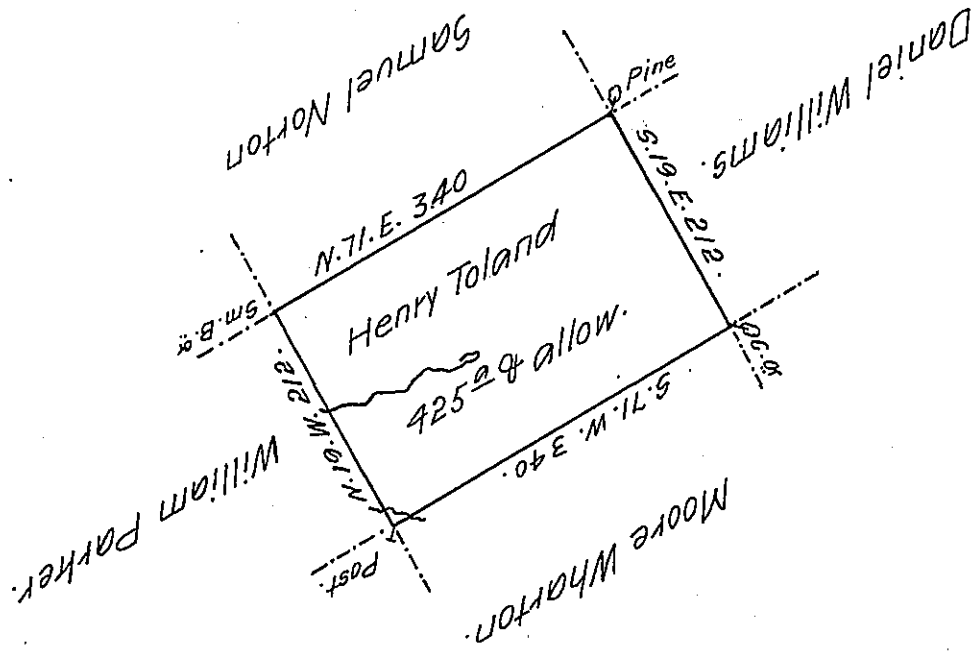 Samuel Norton
Daniel Williams.
Pine
N.71.E. 340
S.19.E. 212.
Sm. B. o
Henry Toland
425 a & allow.
N.19.W. 212.
S.71.W. 340.
William Parker.
Post.
Moore Wharton.